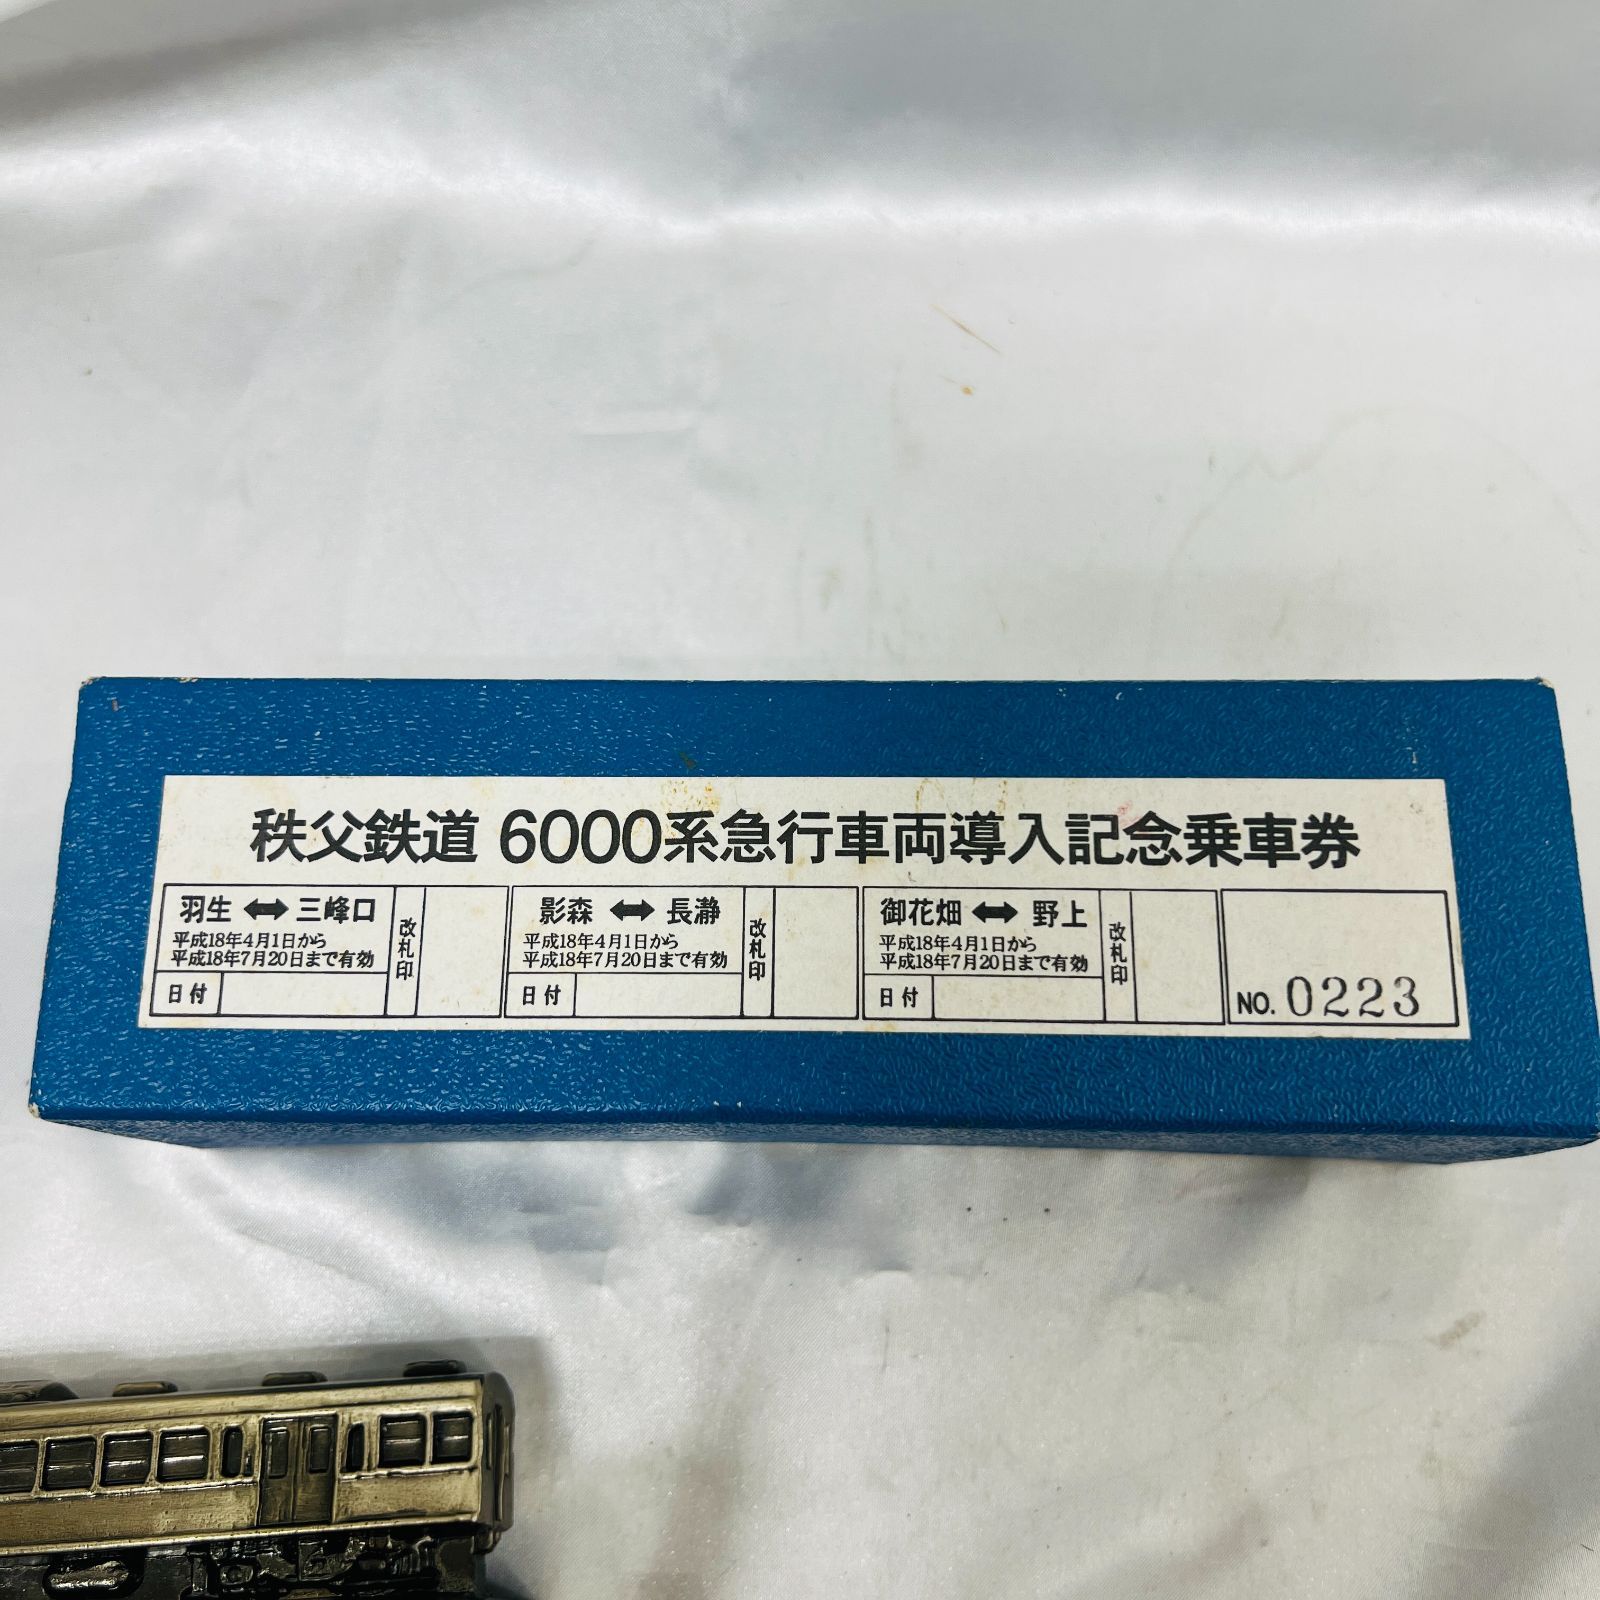 秩父鉄道 6000系急行車両導入記念乗車券
羽生 ⬌ 三峰口
平成18年4月1日から
平成18年7月20日まで有効
日付
改札印
影森 ⬌ 長瀞
平成18年4月1日から
平成18年7月20日まで有効
日付
改札印
御花畑 ⬌ 野上
平成18年4月1日から
平成18年7月20日まで有効
日付
改札印
NO. 0223